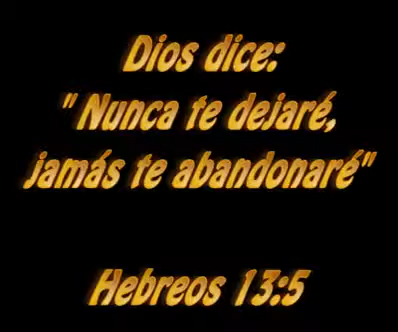 Dios dice:
" Nunca te dejaré,
jamás te abandonaré"
Hebreos 13:5